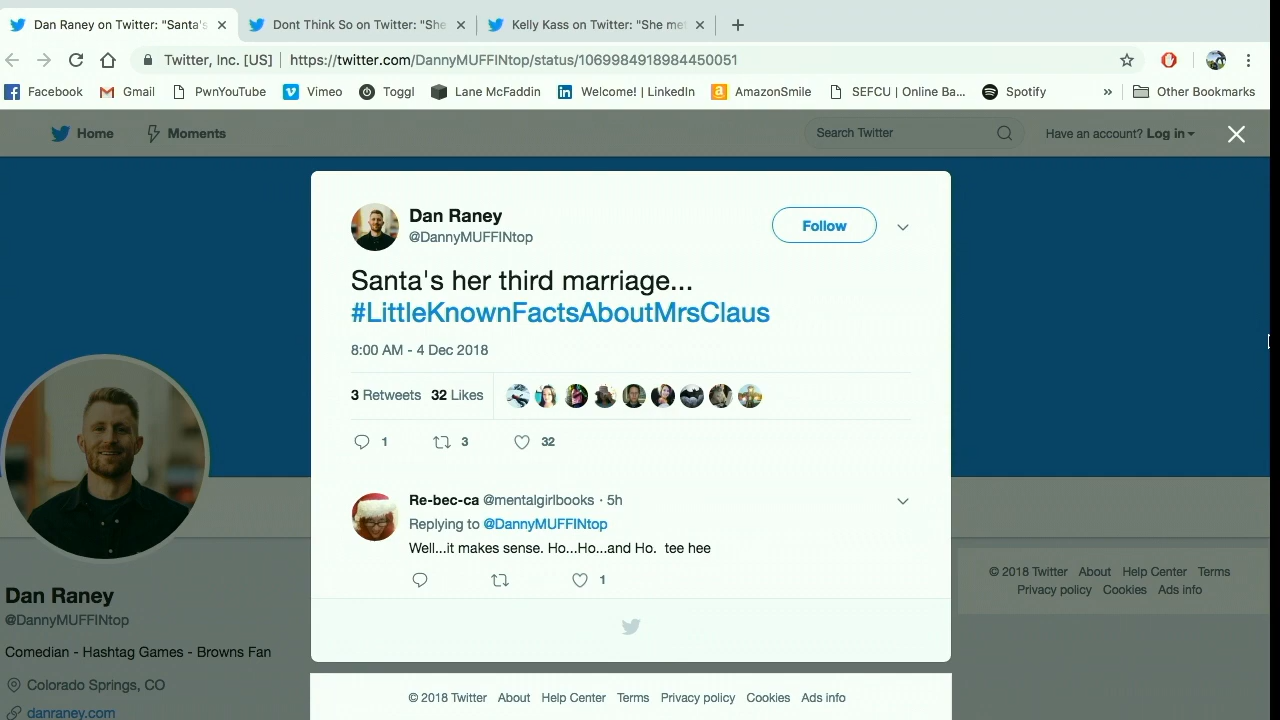 Dan Raney on Twitter: "Santa's
Dont Think So on Twitter: "She
Kelly Kass on Twitter: "She met
Twitter, Inc. [US]
https://twitter.com/DannyMUFFINtop/status/1069984918984450051
Facebook
Gmail
PwnYouTube
Vimeo
Toggl
Lane McFaddin
Welcome! | LinkedIn
AmazonSmile
SEFCU | Online Ba...
Spotify
»
Other Bookmarks
Home
Moments
Search Twitter
Have an account? Log in
Dan Raney
@DannyMUFFINtop
Follow
Santa's her third marriage...
#LittleKnownFactsAboutMrsClaus
8:00 AM - 4 Dec 2018
3 Retweets 32 Likes
1 3 32
Re-bec-ca @mentalgirlbooks · 5h
Replying to @DannyMUFFINtop
Well...it makes sense. Ho...Ho...and Ho. tee hee
1
© 2018 Twitter About Help Center Terms Privacy policy Cookies Ads info
Dan Raney
@DannyMUFFINtop
Comedian - Hashtag Games - Browns Fan
Colorado Springs, CO
danraney.com
© 2018 Twitter About Help Center Terms
Privacy policy Cookies Ads info